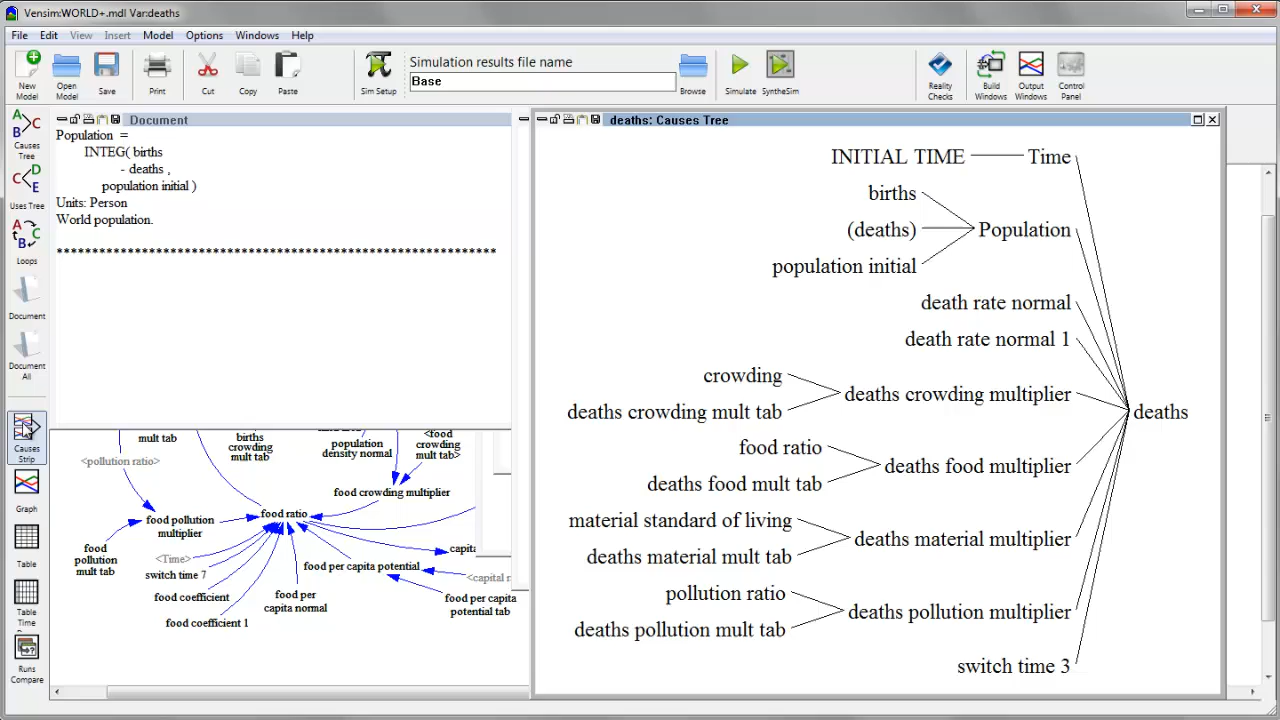 Vensim:WORLD+.mdl Var:deaths
File Edit View Insert Model Options Windows Help
New Model
Open Model
Save
Print
Cut
Copy
Paste
Sim Setup
Simulation results file name
Base
Browse
Simulate
SyntheSim
Reality Checks
Build Windows
Output Windows
Control Panel
A
B
C
Causes Tree
C
D
E
Uses Tree
A
B
C
Loops
Document
Document All
Causes Strip
Graph
Table
Table Time
Runs Compare
Document
Population =
INTEG( births
- deaths ,
population initial )
Units: Person
World population.
**************************************************************
mult tab
births
crowding
mult tab
population
density normal
<food
crowding
mult tab>
<pollution ratio>
food crowding multiplier
food ratio
food pollution
multiplier
capita
food
pollution
mult tab
<Time>
switch time 7
food per capita potential
<capital r
food coefficient
food per
capita normal
food per capita
potential tab
food coefficient 1
deaths: Causes Tree
INITIAL TIME
Time
births
(deaths)
Population
population initial
death rate normal
death rate normal 1
crowding
deaths crowding multiplier
deaths crowding mult tab
deaths
food ratio
deaths food multiplier
deaths food mult tab
material standard of living
deaths material multiplier
deaths material mult tab
pollution ratio
deaths pollution multiplier
deaths pollution mult tab
switch time 3